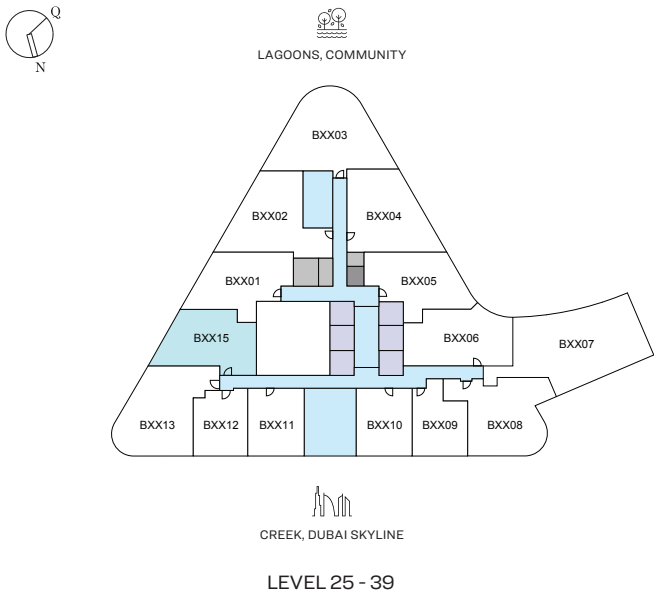 Q
N
LAGOONS, COMMUNITY
BXX03
BXX02
BXX04
BXX01
BXX05
BXX15
BXX06
BXX07
BXX13
BXX12
BXX11
BXX10
BXX09
BXX08
CREEK, DUBAI SKYLINE
LEVEL 25 - 39